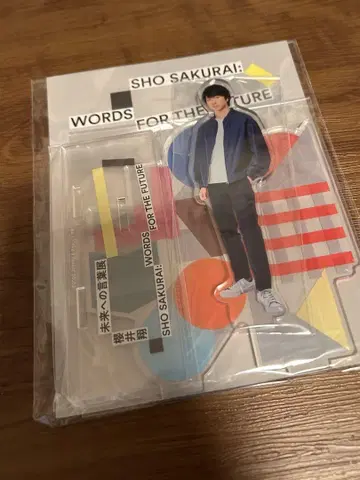 SHO SAKURAI:
WORDS
FOR THE FUTURE
未来への言葉展
櫻井翔
SHO SAKURAI:
WORDS
FOR THE FUTURE